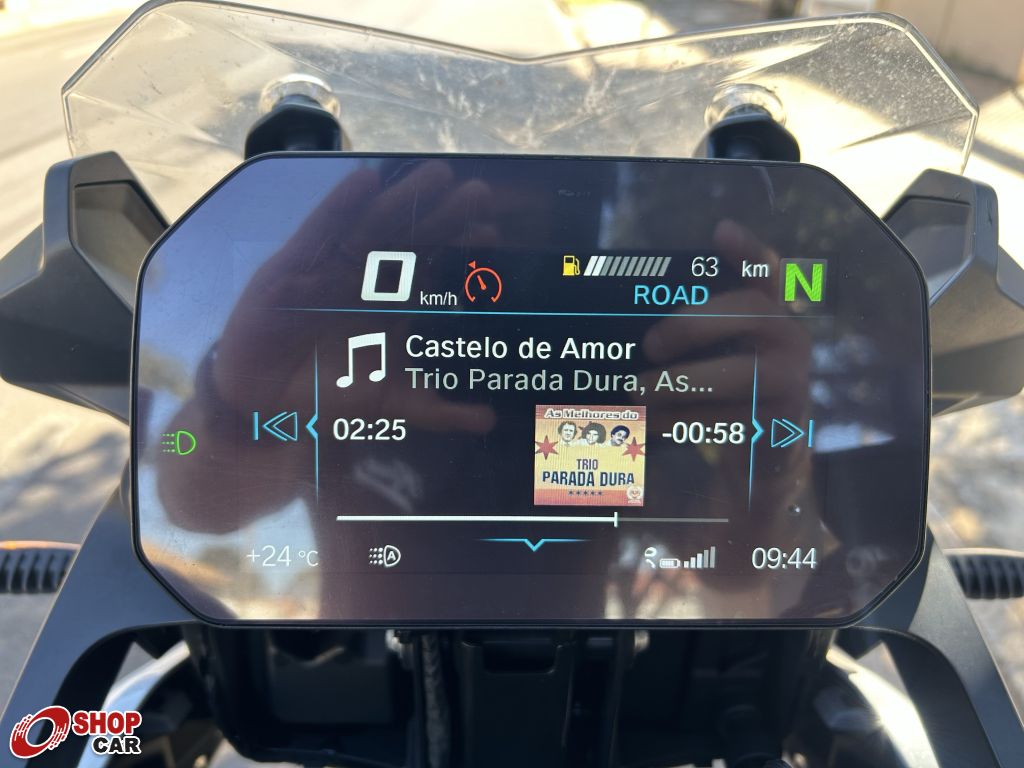 0 km/h
63 km
N
ROAD
Castelo de Amor
Trio Parada Dura, As...
02:25
-00:58
As Melhores do
TRIO
PARADA DURA
+24 °C
A
09:44
SHOP
CAR